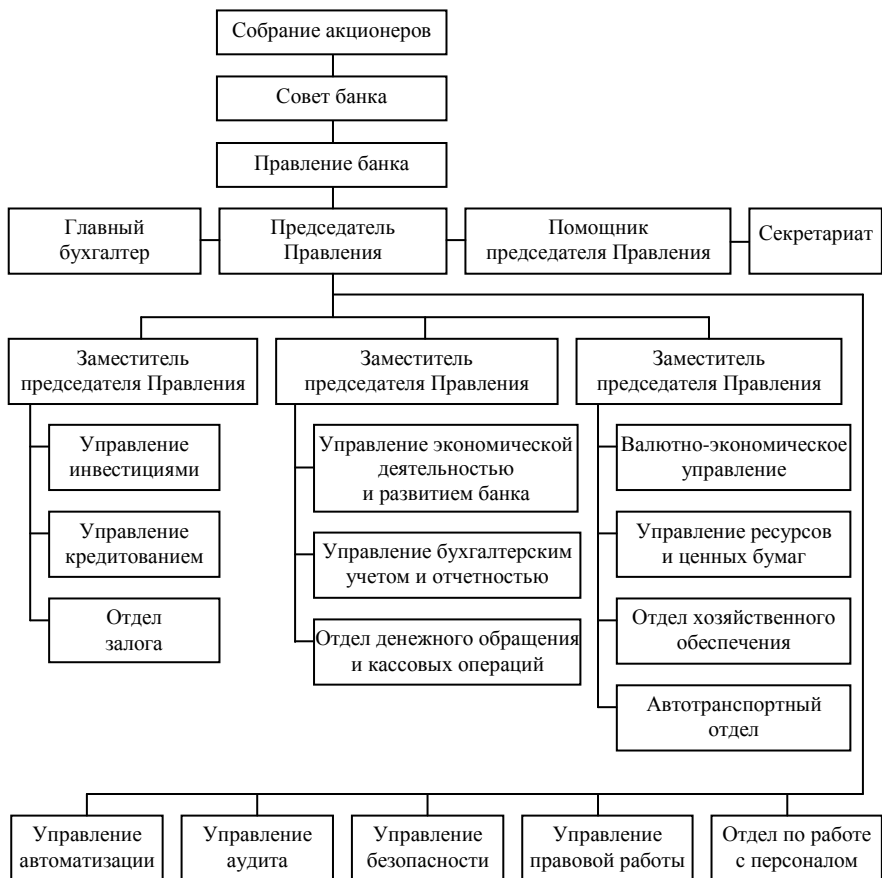 Собрание акционеров
Совет банка
Правление банка
Главный
бухгалтер
Председатель
Правления
Помощник
председателя Правления
Секретариат
Заместитель
председателя Правления
Управление
инвестициями
Управление
кредитованием
Отдел
залога
Заместитель
председателя Правления
Управление экономической
деятельностью
и развитием банка
Управление бухгалтерским
учетом и отчетностью
Отдел денежного обращения
и кассовых операций
Заместитель
председателя Правления
Валютно-экономическое
управление
Управление ресурсов
и ценных бумаг
Отдел хозяйственного
обеспечения
Автотранспортный
отдел
Управление
автоматизации
Управление
аудита
Управление
безопасности
Управление
правовой работы
Отдел по работе
с персоналом